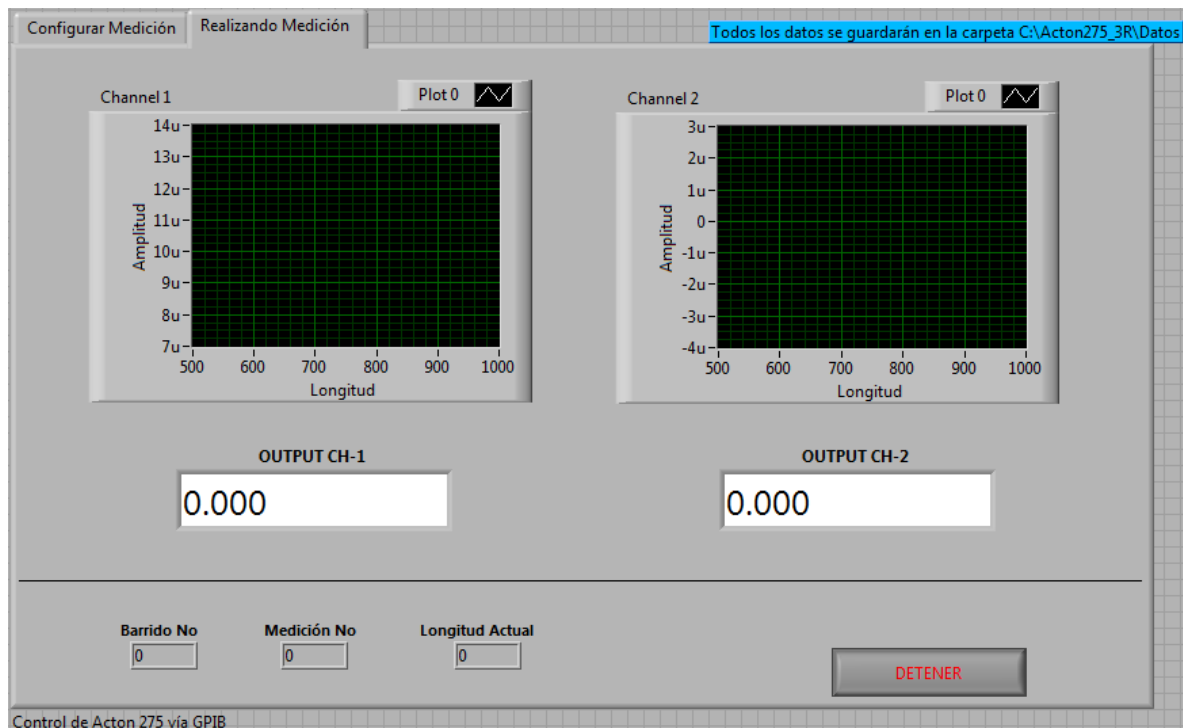 Configurar Medición
Realizando Medición
Todos los datos se guardarán en la carpeta C:\Acton275_3R\Datos
Channel 1
Plot 0
14u
13u
12u
11u
10u
9u
8u
7u
Amplitud
500 600 700 800 900 1000
Longitud
Channel 2
Plot 0
3u
2u
1u
0
-1u
-2u
-3u
-4u
Amplitud
500 600 700 800 900 1000
Longitud
OUTPUT CH-1
0.000
OUTPUT CH-2
0.000
Barrido No
0
Medición No
0
Longitud Actual
0
DETENER
Control de Acton 275 vía GPIB